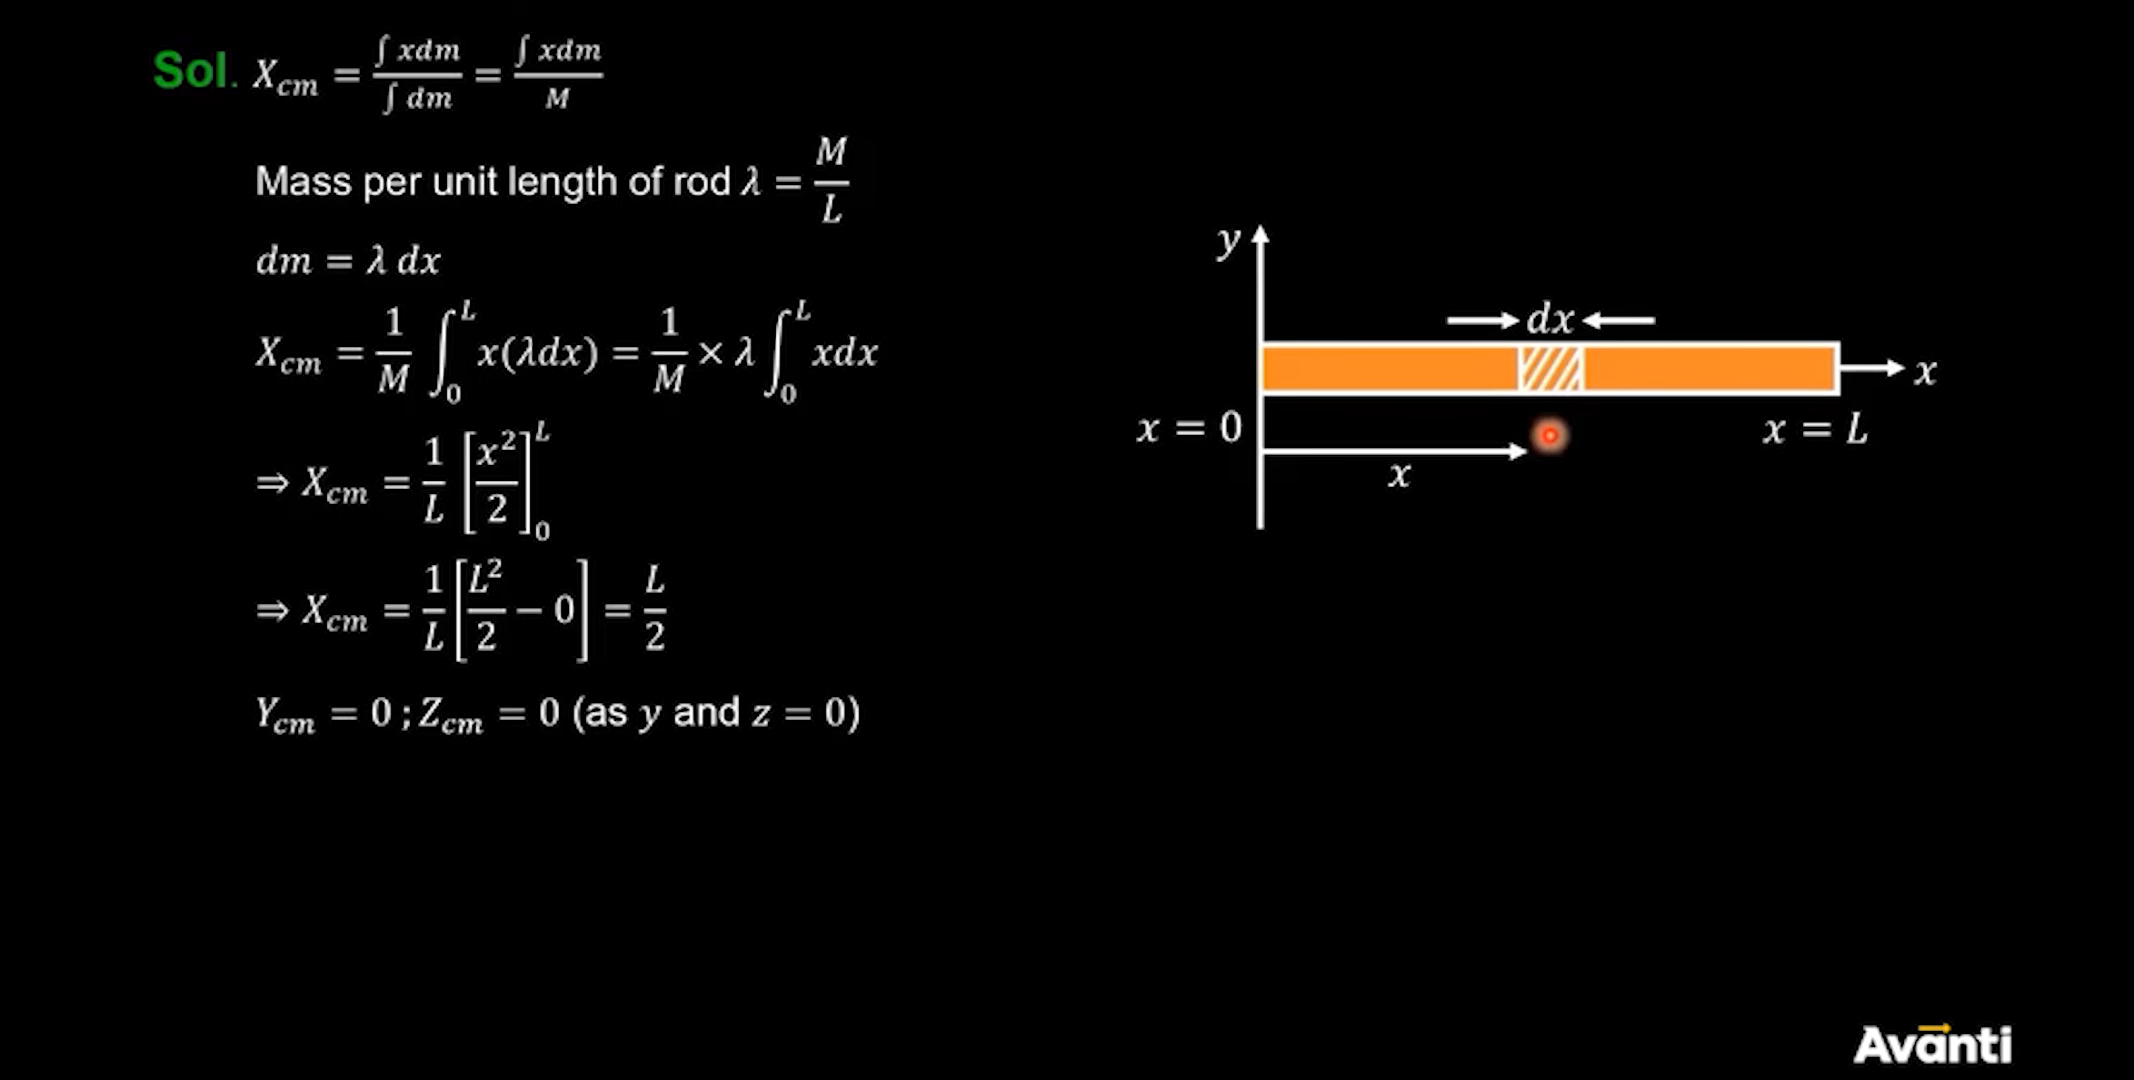 Sol. X_cm = ∫ xdm / ∫ dm = ∫ xdm / M
Mass per unit length of rod λ = M / L
dm = λ dx
X_cm = 1/M ∫_0^L x(λdx) = 1/M × λ ∫_0^L xdx
⇒ X_cm = 1/L [x²/2]_0^L
⇒ X_cm = 1/L [L²/2 − 0] = L/2
Y_cm = 0 ; Z_cm = 0 (as y and z = 0)
y
dx
x
x = 0
x = L
x
Avanti